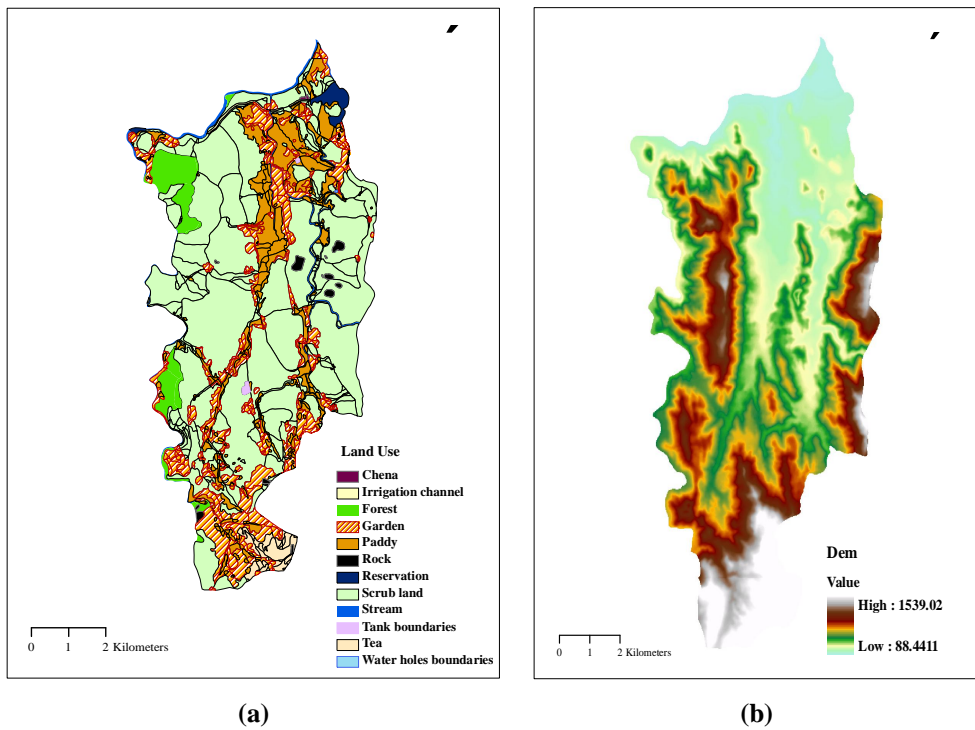 Land Use
Chena
Irrigation channel
Forest
Garden
Paddy
Rock
Reservation
Scrub land
Stream
Tank boundaries
Tea
Water holes boundaries
0 1 2 Kilometers
(a)
Dem
Value
High : 1539.02
Low : 88.4411
0 1 2 Kilometers
(b)